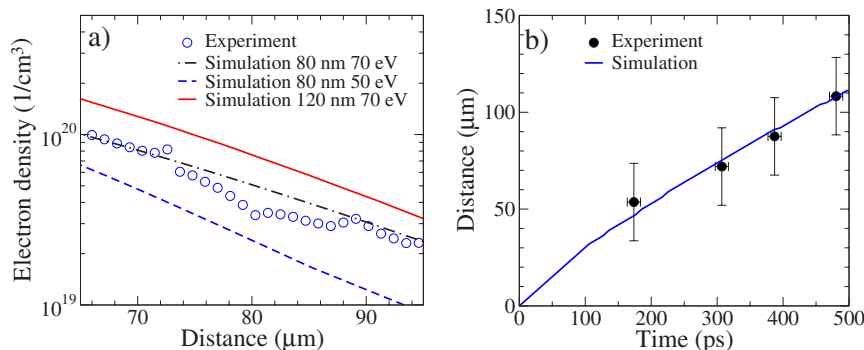 a)
Experiment
Simulation 80 nm 70 eV
Simulation 80 nm 50 eV
Simulation 120 nm 70 eV
Electron density (1/cm³)
10²⁰
10¹⁹
70 80 90
Distance (μm)
b)
Experiment
Simulation
Distance (μm)
150
100
50
0
0 100 200 300 400 500
Time (ps)